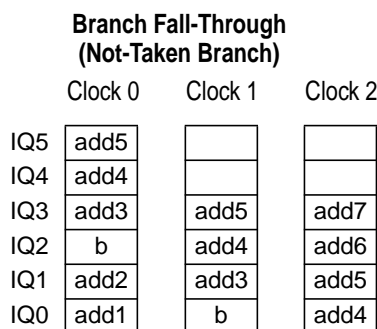 Branch Fall-Through
(Not-Taken Branch)
Clock 0 Clock 1 Clock 2
IQ5 add5
IQ4 add4
IQ3 add3 add5 add7
IQ2 b add4 add6
IQ1 add2 add3 add5
IQ0 add1 b add4